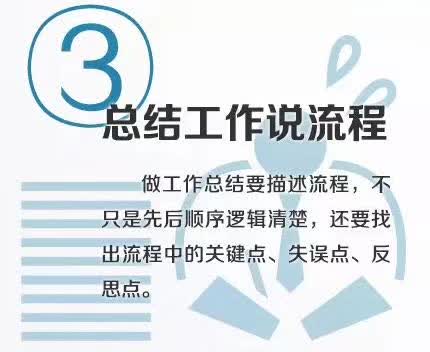 3
总结工作说流程
做工作总结要描述流程，不
只是先后顺序逻辑清楚，还要找
出流程中的关键点、失误点、反
思点。